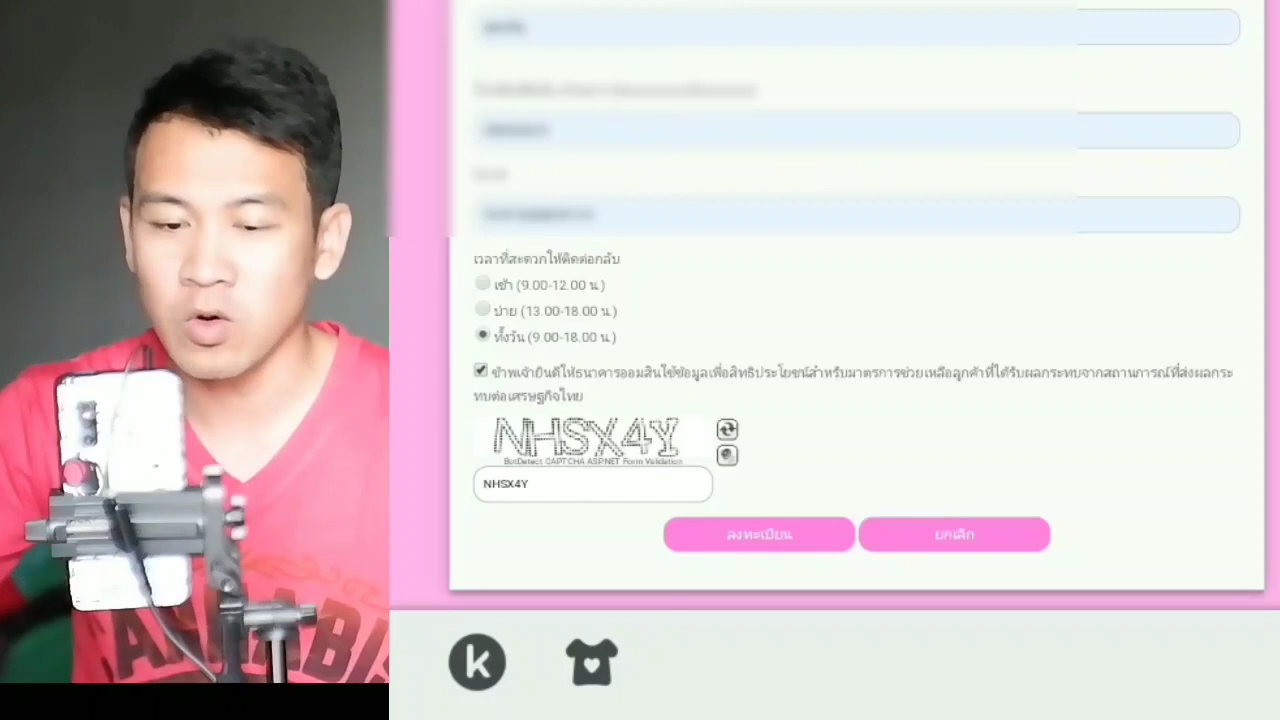 เวลาที่สะดวกให้ติดต่อกลับ
เช้า (9.00-12.00 น.)
บ่าย (13.00-18.00 น.)
ทั้งวัน (9.00-18.00 น.)
ข้าพเจ้ายินดีให้ธนาคารออมสินใช้ข้อมูลเพื่อสิทธิประโยชน์สำหรับมาตรการช่วยเหลือลูกค้าที่ได้รับผลกระทบจากสถานการณ์ที่ส่งผลกระ
ทบต่อเศรษฐกิจไทย
NHSX4Y
BotDetect CAPTCHA ASP.NET Form Validation
NHSX4Y
ลงทะเบียน ยกเลิก
k